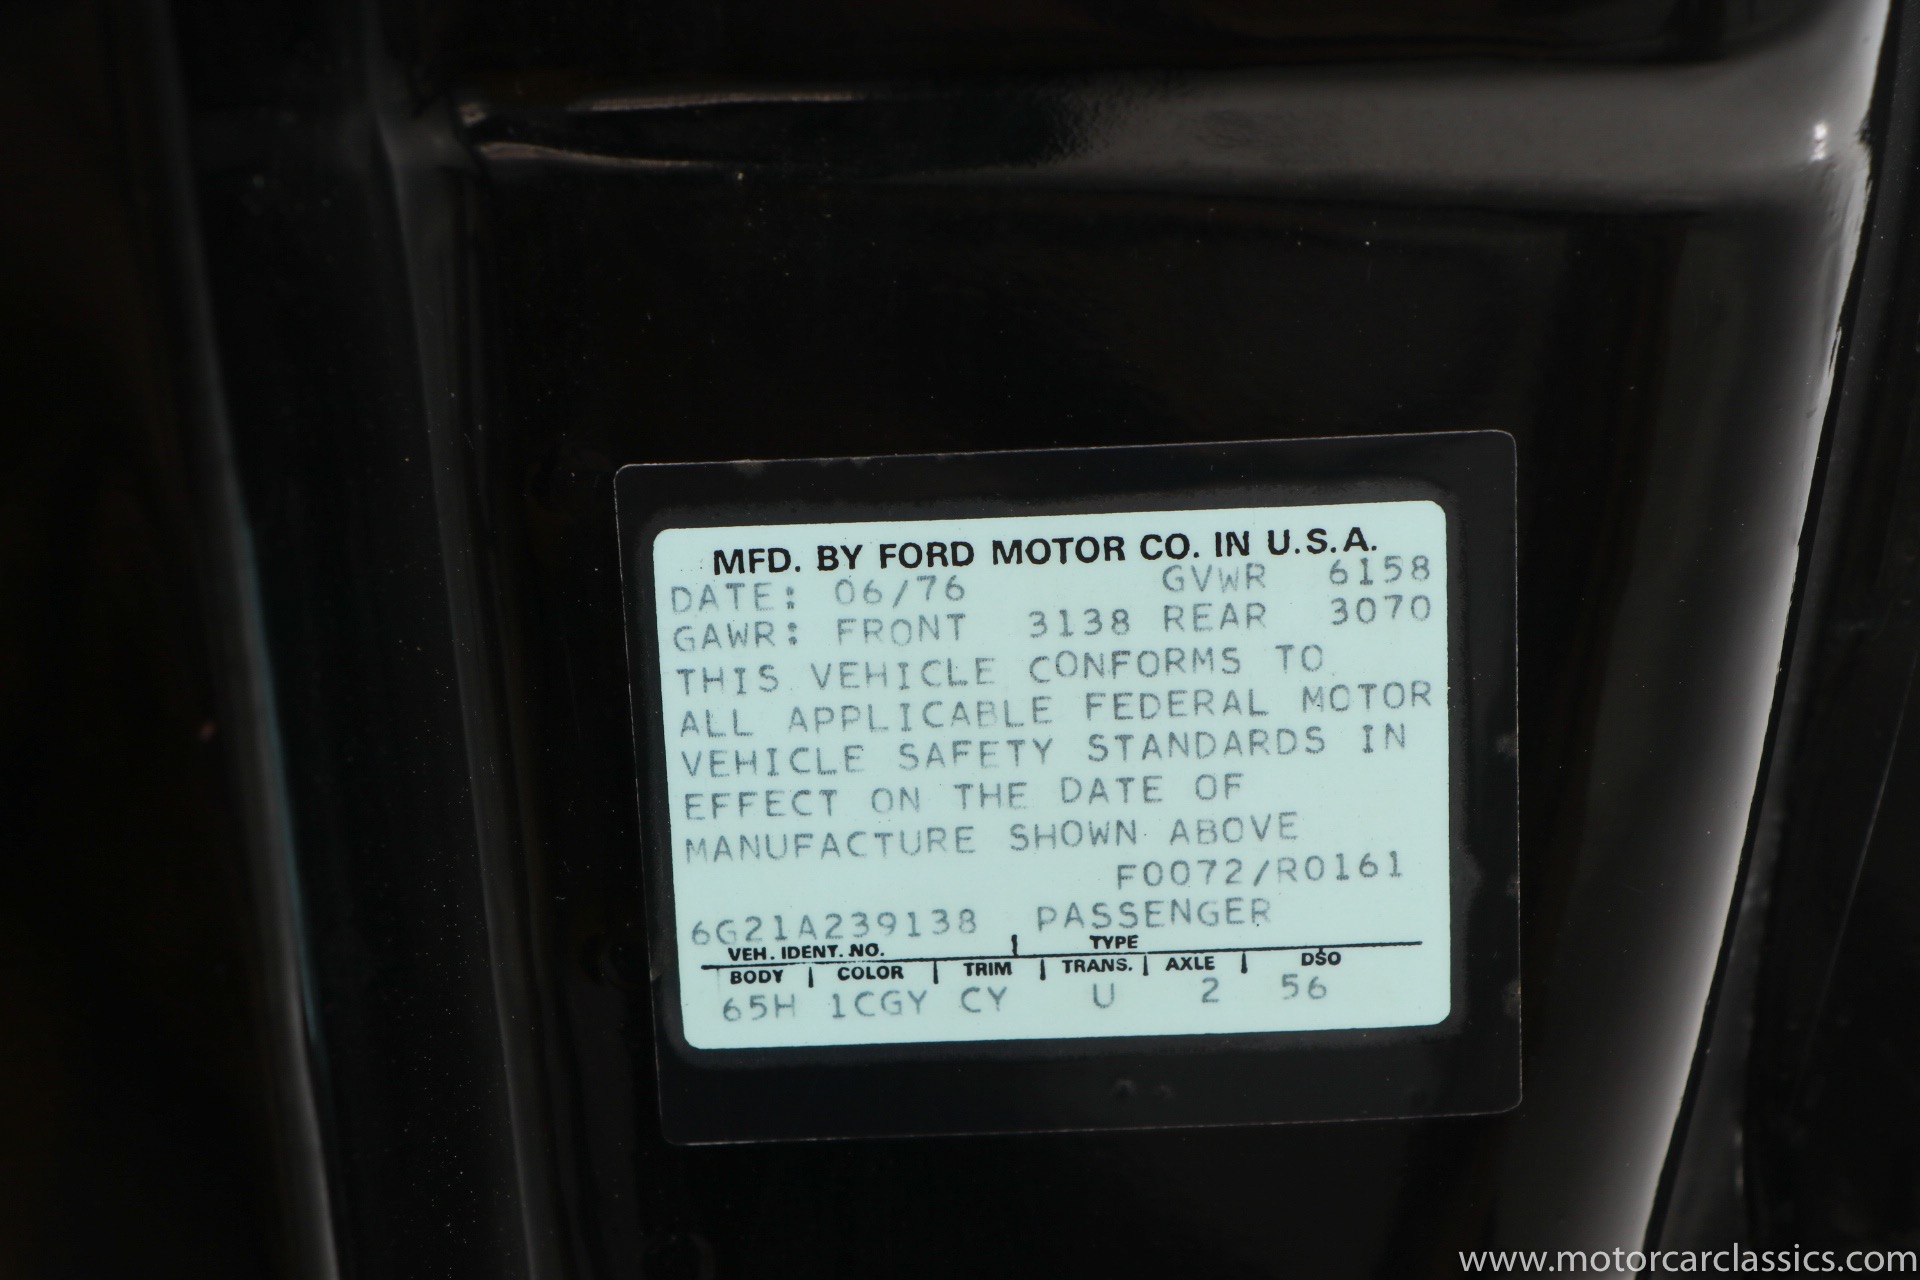 MFD. BY FORD MOTOR CO. IN U.S.A.
DATE: 06/76 GVWR 6158
GAWR: FRONT 3138 REAR 3070
THIS VEHICLE CONFORMS TO
ALL APPLICABLE FEDERAL MOTOR
VEHICLE SAFETY STANDARDS IN
EFFECT ON THE DATE OF
MANUFACTURE SHOWN ABOVE
F0072/R0161
6G21A239138 PASSENGER
VEH. IDENT. NO. TYPE
BODY COLOR TRIM TRANS. AXLE DSO
65H 1CGY CY U 2 56
www.motorcarclassics.com